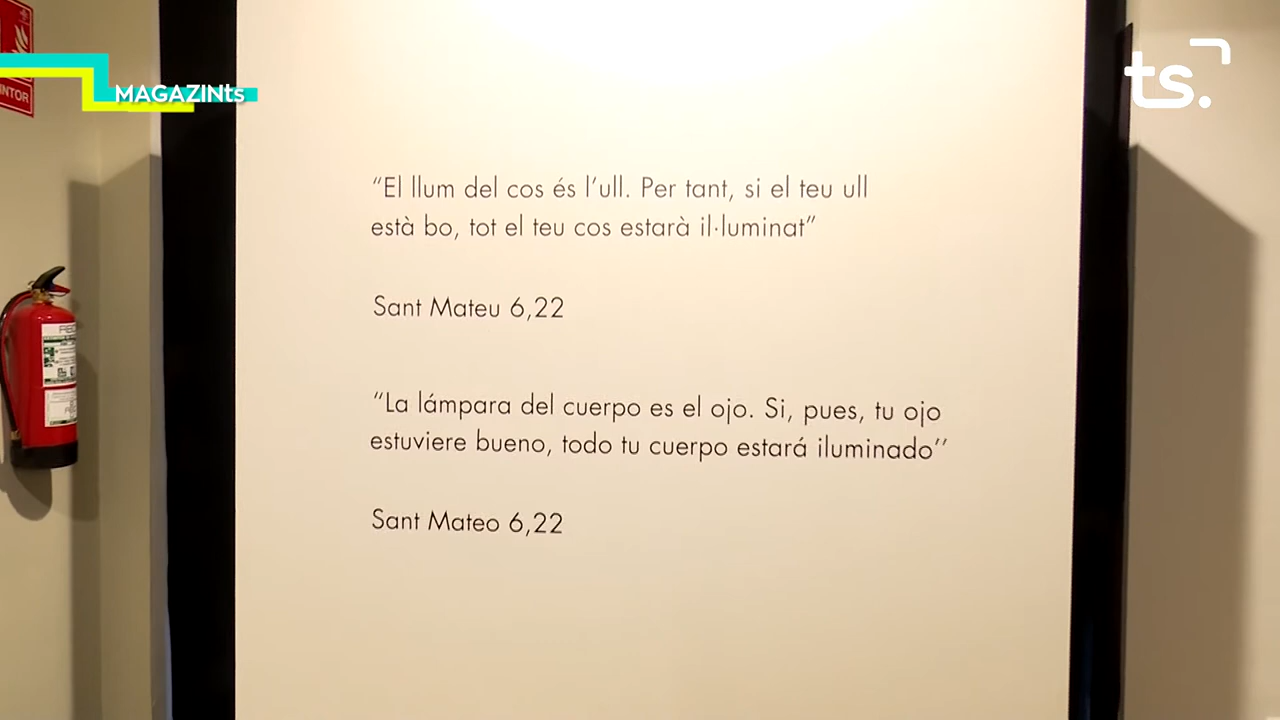 INTOR
MAGAZINts
ts.
“El llum del cos és l’ull. Per tant, si el teu ull
està bo, tot el teu cos estarà il·luminat”
Sant Mateu 6,22
“La lámpara del cuerpo es el ojo. Si, pues, tu ojo
estuviere bueno, todo tu cuerpo estará iluminado’’
Sant Mateo 6,22